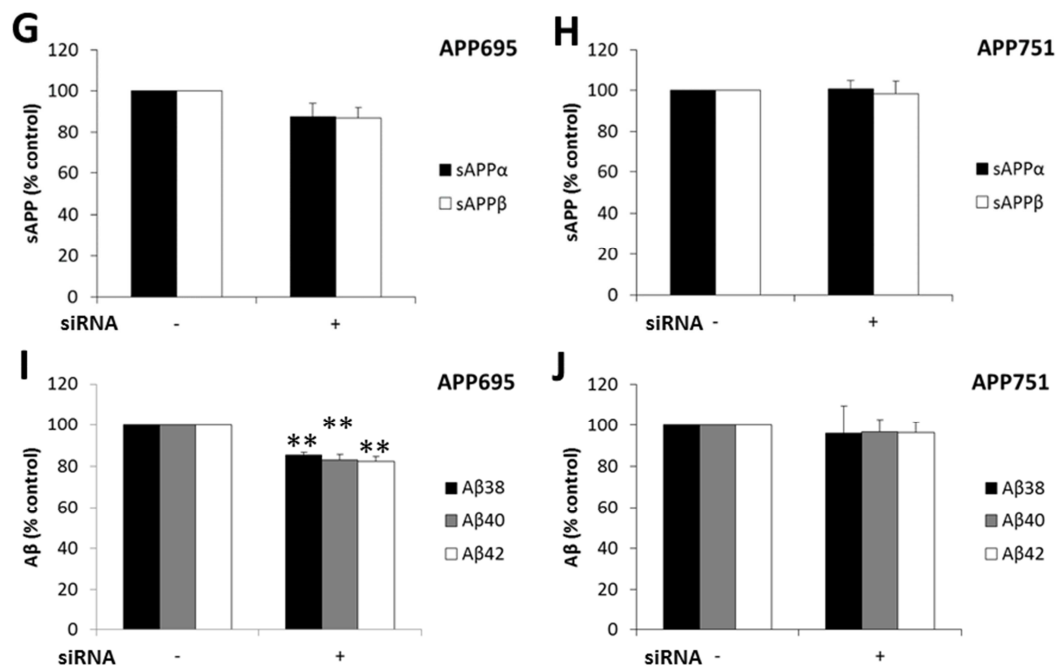 G
APP695
sAPP (% control)
120
100
80
60
40
20
0
sAPPα
sAPPβ
siRNA - +
H
APP751
sAPP (% control)
120
100
80
60
40
20
0
sAPPα
sAPPβ
siRNA - +
I
APP695
Aβ (% control)
120
100
80
60
40
20
0
** ** **
Aβ38
Aβ40
Aβ42
siRNA - +
J
APP751
Aβ (% control)
120
100
80
60
40
20
0
Aβ38
Aβ40
Aβ42
siRNA - +